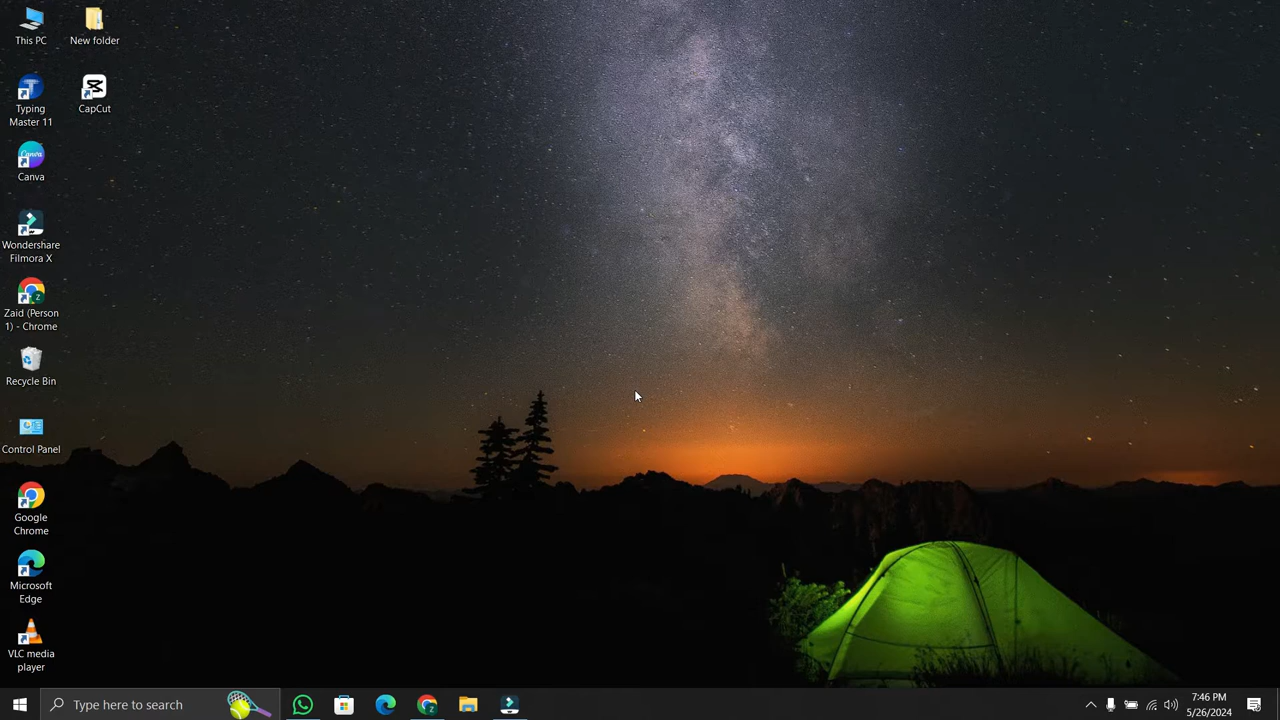 This PC
New folder
Typing
Master 11
CapCut
Canva
Canva
Wondershare
Filmora X
Z
Zaid (Person
1) - Chrome
Recycle Bin
Control Panel
Google
Chrome
Microsoft
Edge
VLC media
player
Type here to search
Z
7:46 PM
5/26/2024